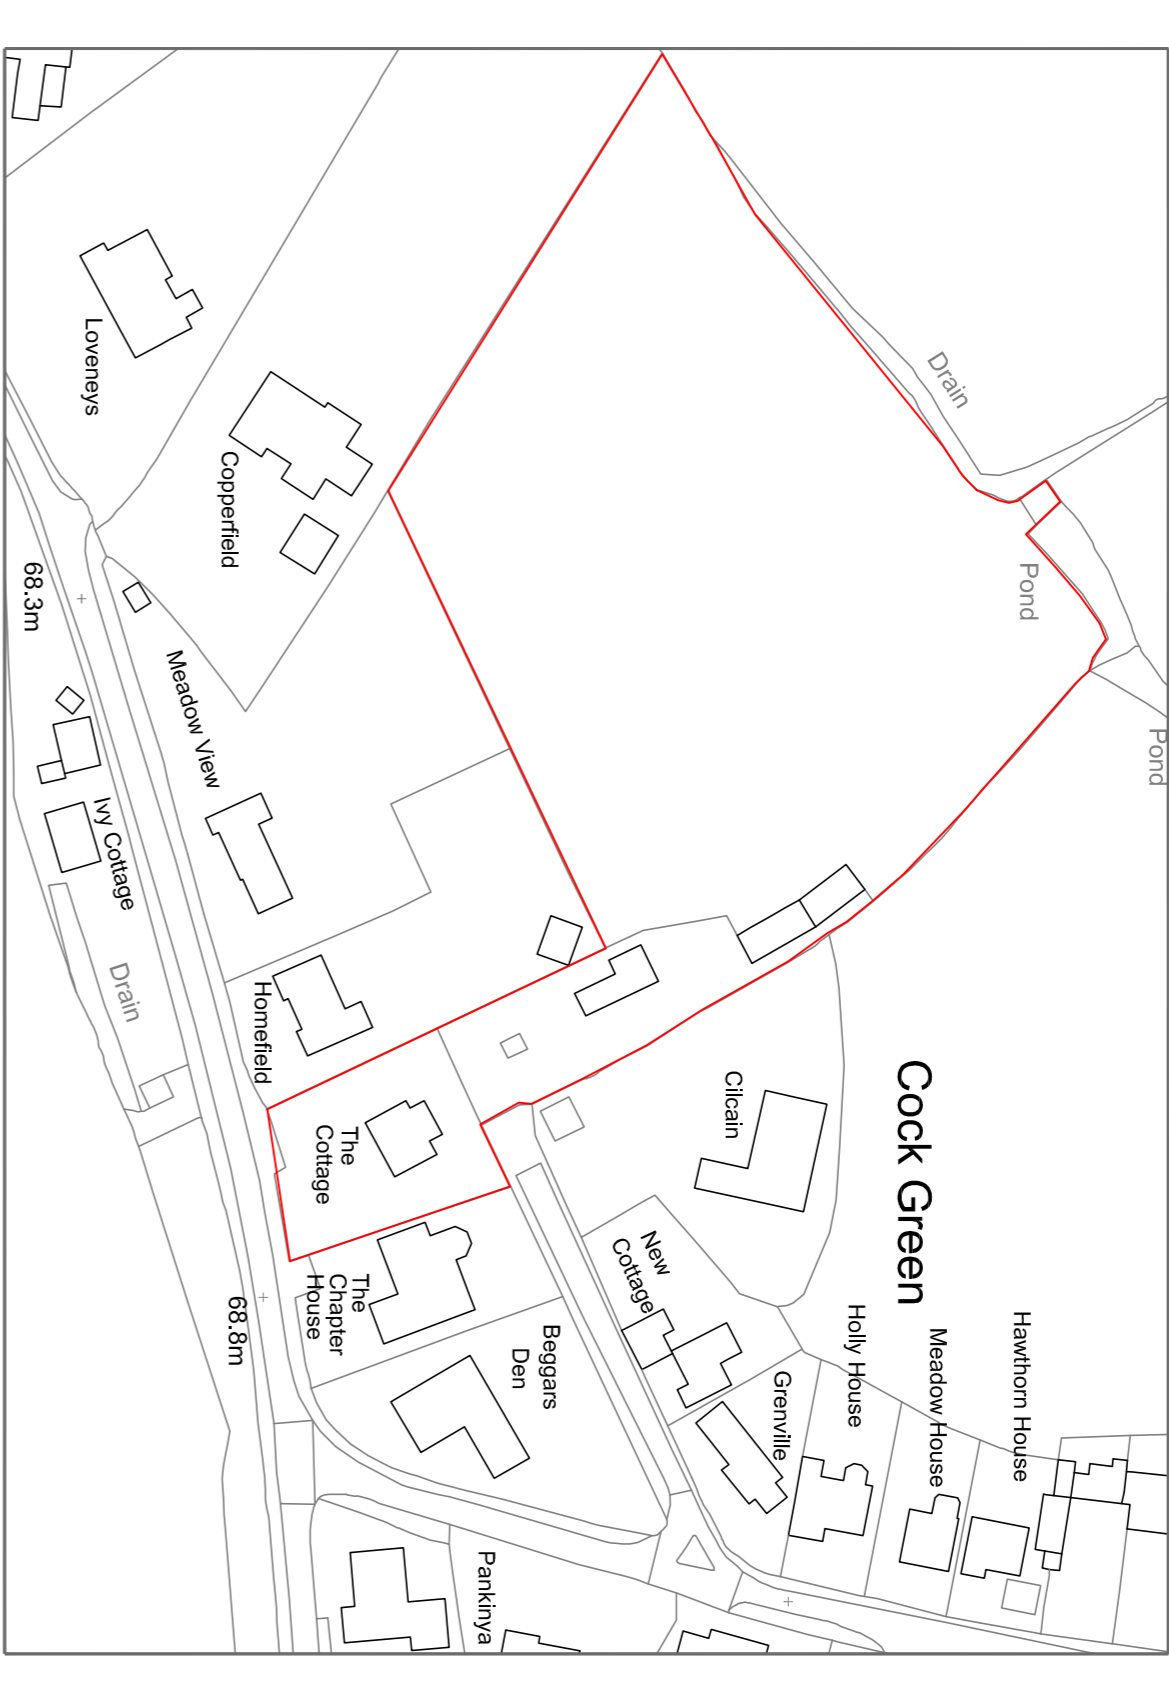 Pond
Drain
Pond
Hawthorn House
Meadow House
Cock Green
Holly House
Grenville
Cilcain
New
Cottage
Beggars
Den
Pankinya
The
Chapter
House
The
Cottage
Homefield
68.8m
Copperfield
Meadow View
Drain
Ivy Cottage
Loveneys
68.3m